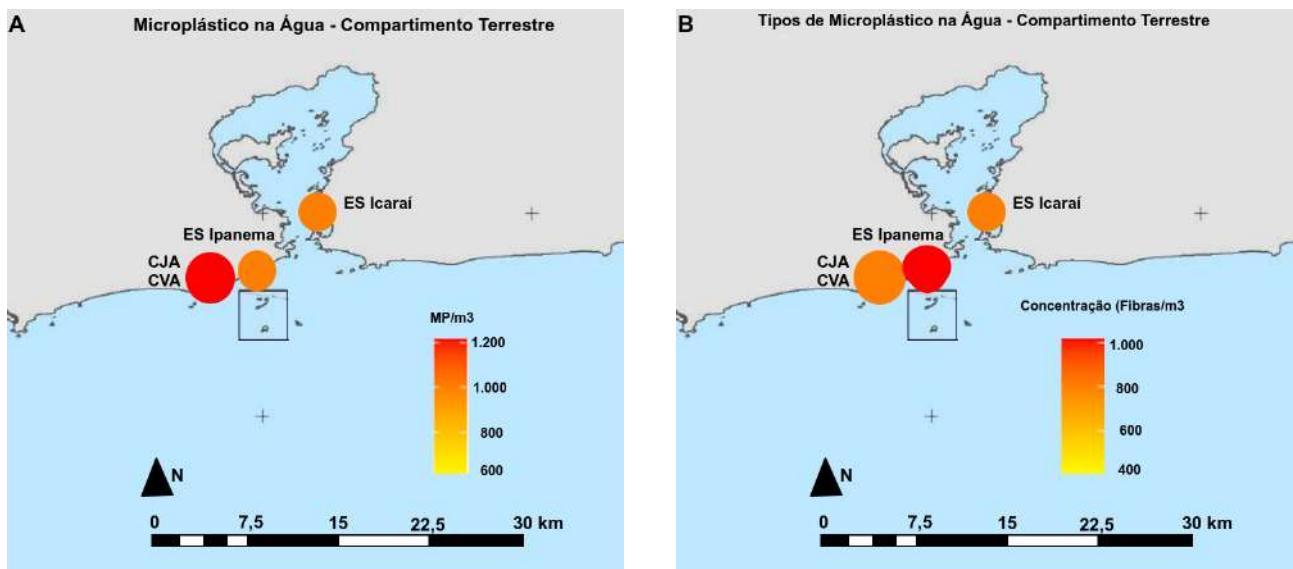 A
Microplástico na Água - Compartimento Terrestre
ES Icaraí
ES Ipanema
CJA
CVA
MP/m3
1.200
1.000
800
600
N
0 7,5 15 22,5 30 km
B
Tipos de Microplástico na Água - Compartimento Terrestre
ES Icaraí
ES Ipanema
CJA
CVA
Concentração (Fibras/m3
1.000
800
600
400
N
0 7,5 15 22,5 30 km